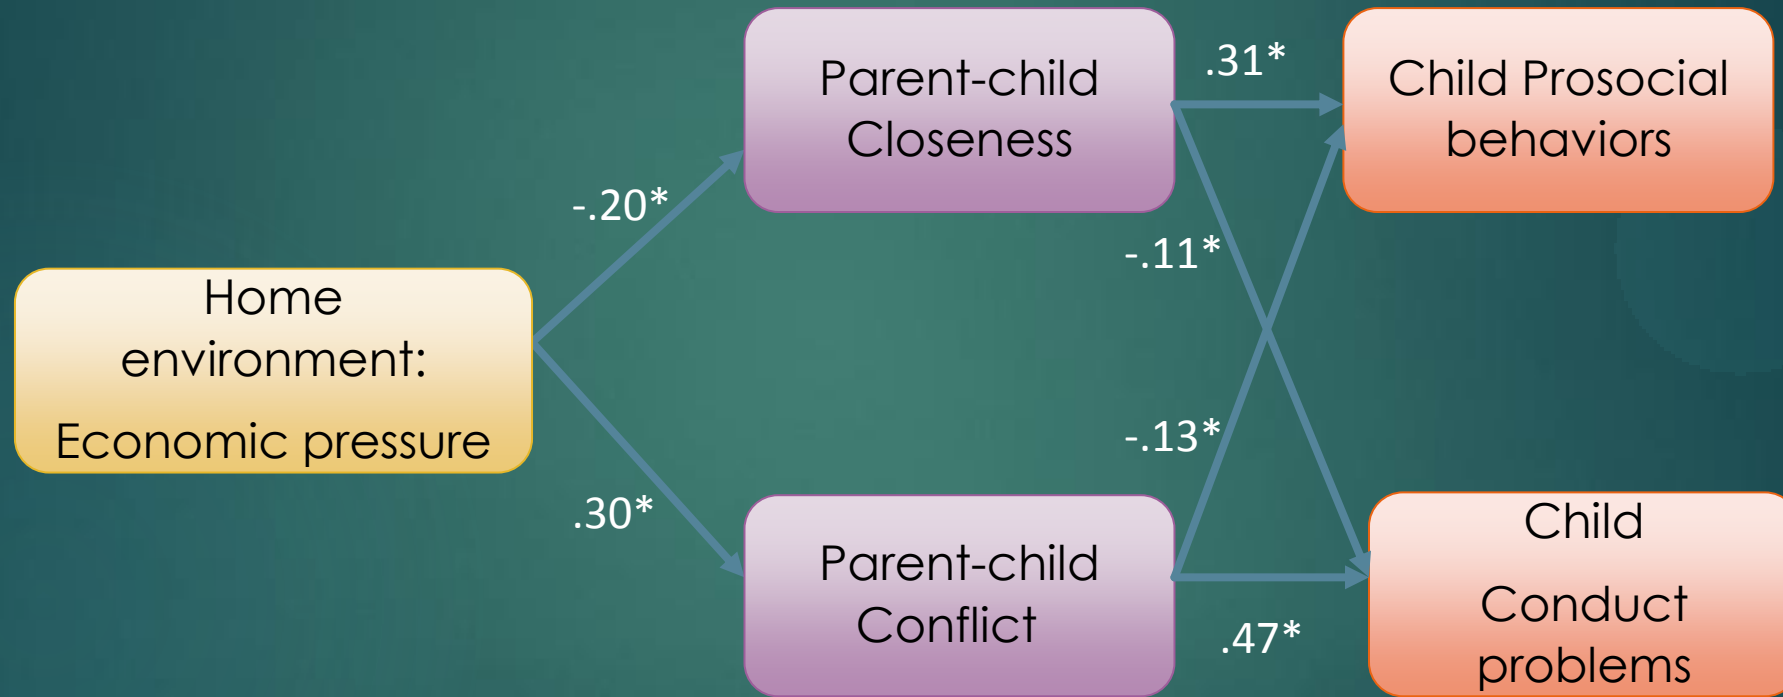 Parent-child
Closeness
.31*
Child Prosocial
behaviors
-.20*
-.11*
Home
environment:
Economic pressure
-.13*
.30*
Parent-child
Conflict
.47*
Child
Conduct
problems